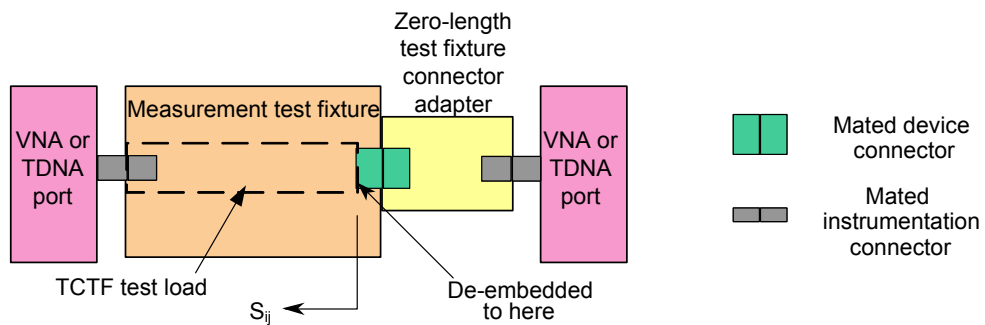 Zero-length
test fixture
connector
adapter
Measurement test fixture
VNA or
TDNA
port
VNA or
TDNA
port
Mated device
connector
Mated
instrumentation
connector
TCTF test load
De-embedded
to here
Sij